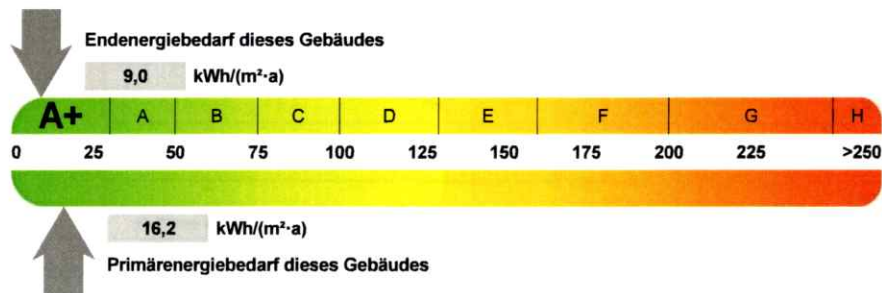 Endenergiebedarf dieses Gebäudes
9,0 kWh/(m²·a)
A+ A B C D E F G H
0 25 50 75 100 125 150 175 200 225 >250
16,2 kWh/(m²·a)
Primärenergiebedarf dieses Gebäudes